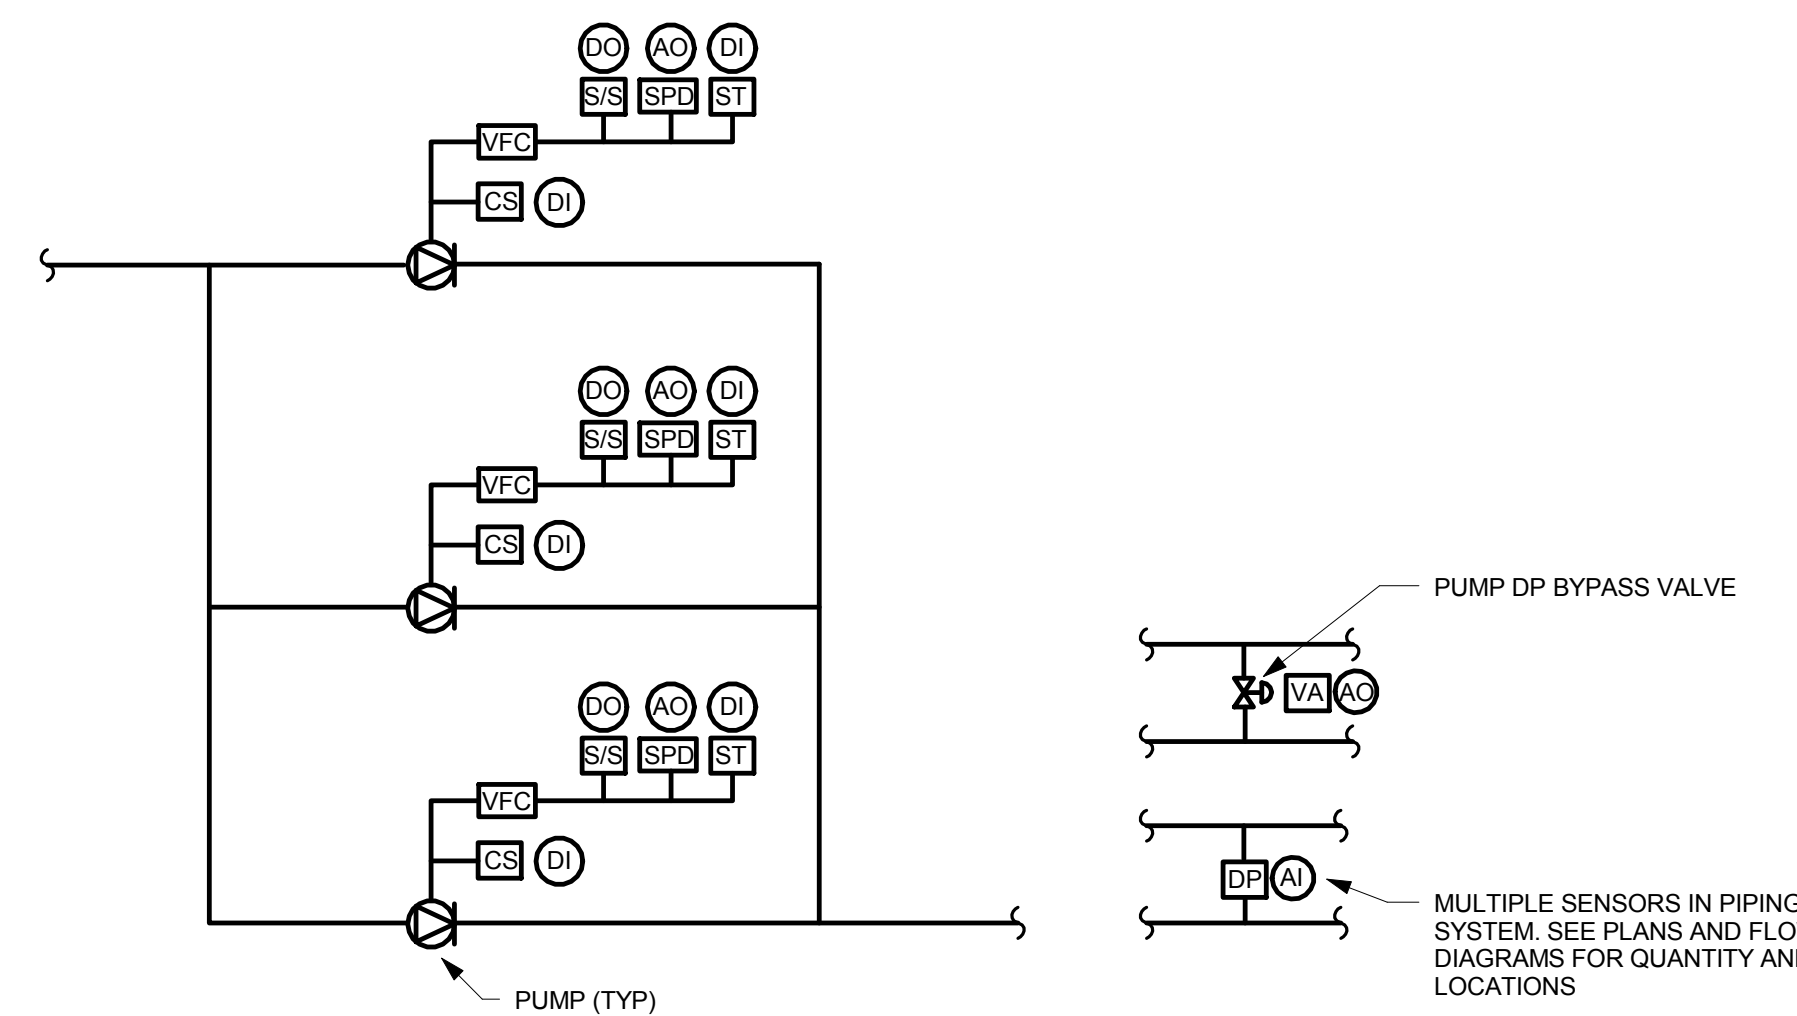 DO AO DI
S/S SPD ST
VFC
CS DI
DO AO DI
S/S SPD ST
VFC
CS DI
PUMP DP BYPASS VALVE
VA AO
DO AO DI
S/S SPD ST
VFC
CS DI
DP AI
MULTIPLE SENSORS IN PIPING
SYSTEM. SEE PLANS AND FLO
DIAGRAMS FOR QUANTITY AN
LOCATIONS
PUMP (TYP)